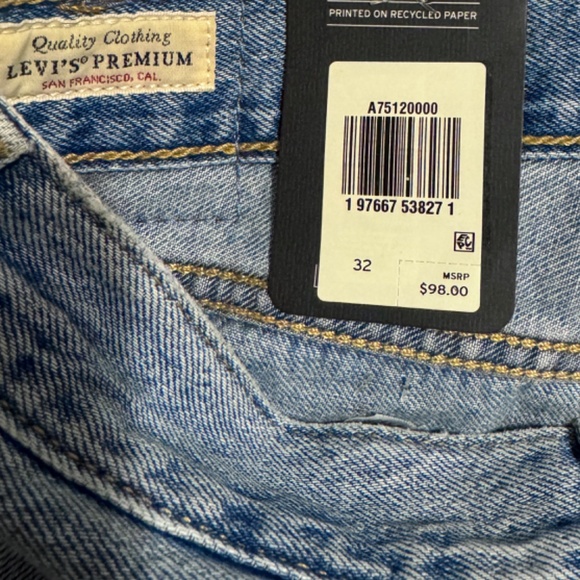 PRINTED ON RECYCLED PAPER
Quality Clothing
LEVI'S® PREMIUM
SAN FRANCISCO, CAL.
A75120000
1 97667 53827 1
32
MSRP
$98.00